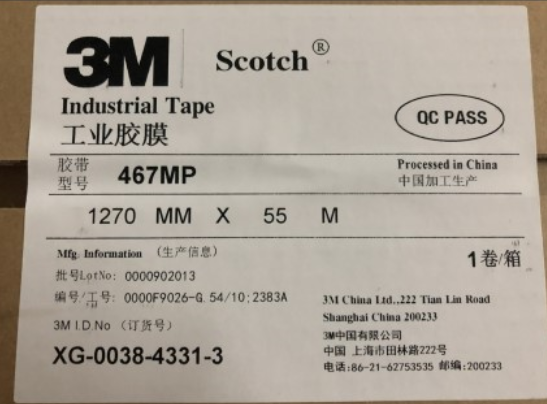 3M Scotch®
Industrial Tape
工业胶膜
QC PASS
胶带
型号 467MP
Processed in China
中国加工生产
1270 MM X 55 M
Mfg. Information (生产信息)
1卷/箱
批号LotNo: 0000902013
编号/工号: 0000F9026-G.54/10;2383A
3M I.D.No (订货号)
XG-0038-4331-3
3M China Ltd.,222 Tian Lin Road
Shanghai China 200233
3M中国有限公司
中国 上海市田林路222号
电话:86-21-62753535 邮编:200233